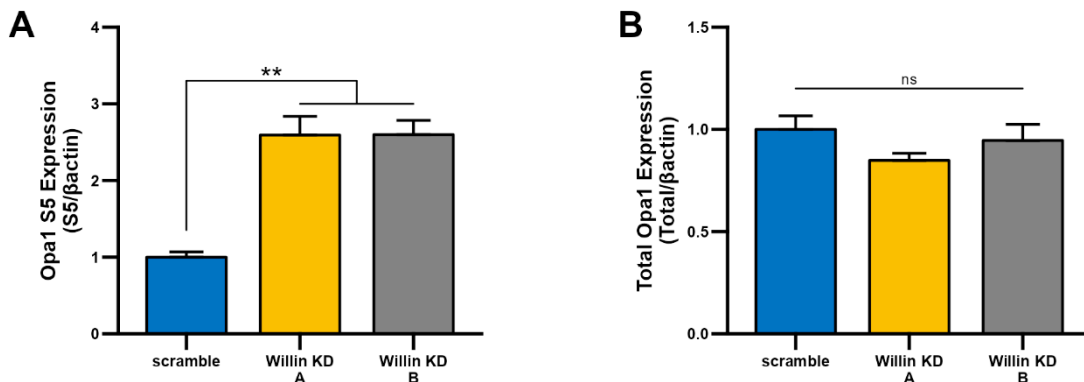 A
Opa1 S5 Expression
(S5/βactin)
4
3
2
1
0
**
scramble
Willin KD
A
Willin KD
B
B
Total Opa1 Expression
(Total/βactin)
1.5
1.0
0.5
0.0
ns
scramble
Willin KD
A
Willin KD
B